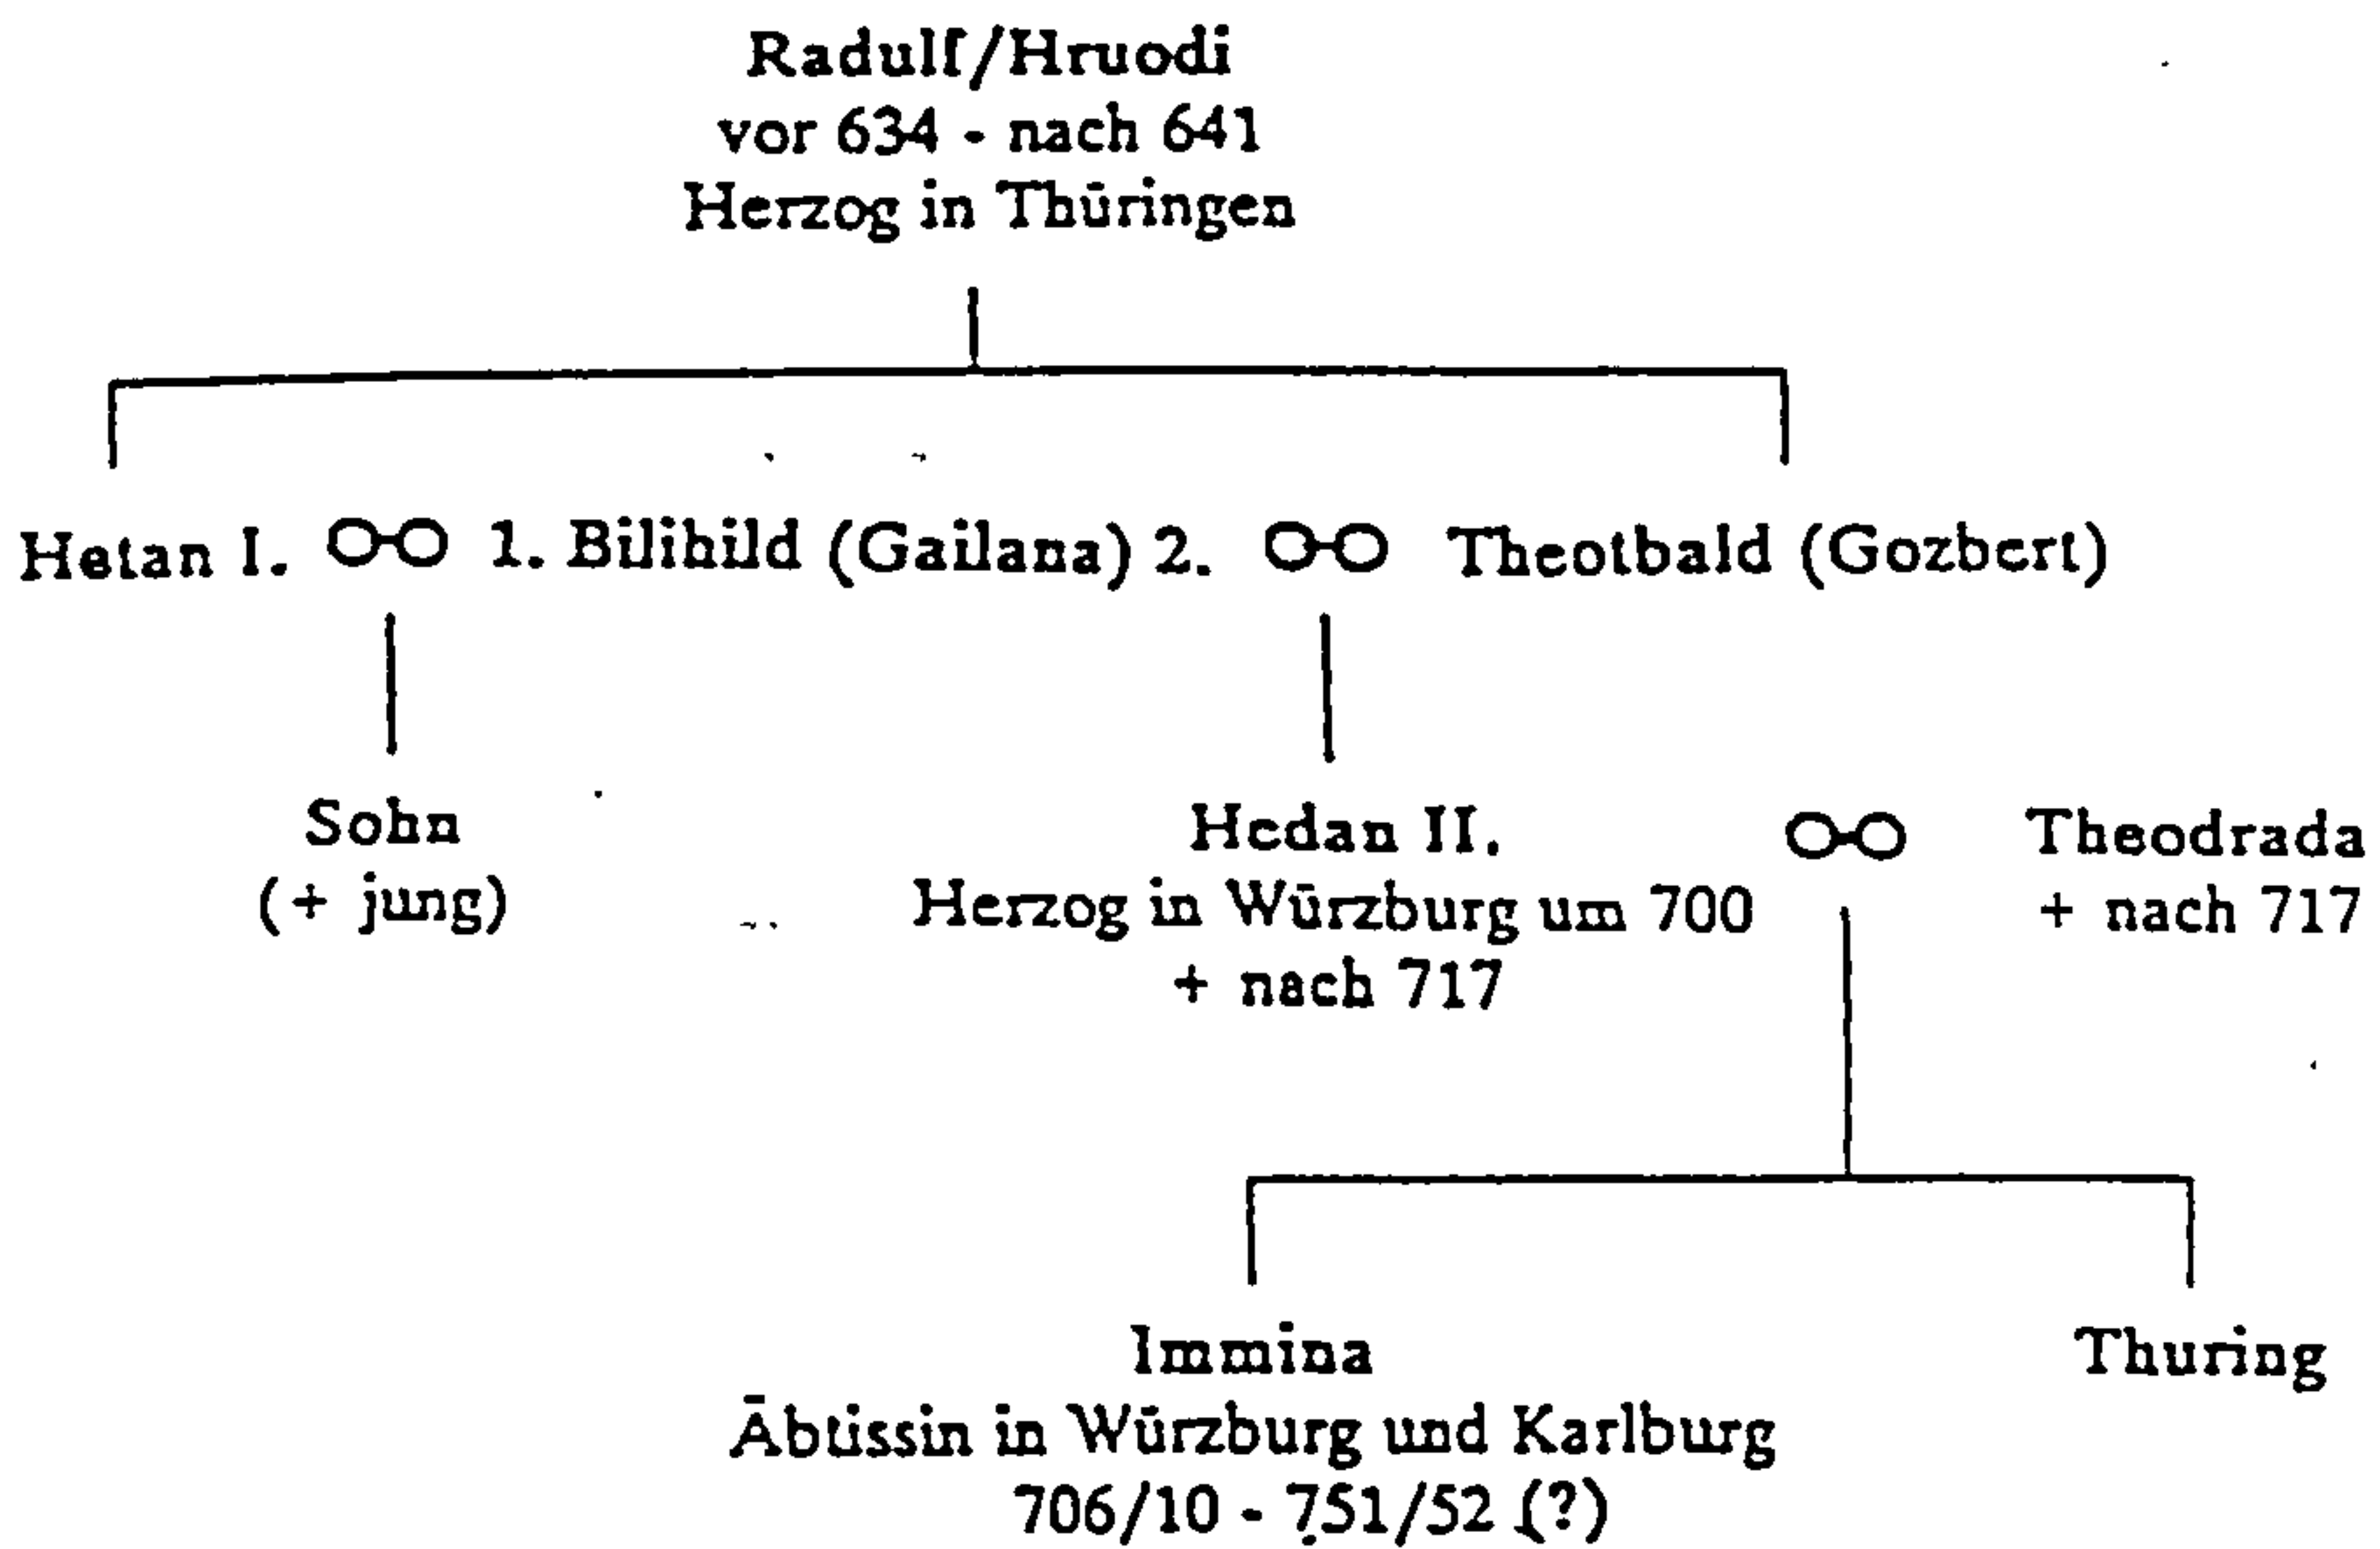 Radulf/Hruodi
vor 634 - nach 641
Herzog in Thüringen
Hetan I. 1. Bilihild (Gailana) 2. Theotbald (Gozbert)
Sohn
(+ jung)
Hedan II.
Herzog in Würzburg um 700
+ nach 717
Theodrada
+ nach 717
Immina
Äbtissin in Würzburg und Karlburg
706/10 - 751/52 (?)
Thuring